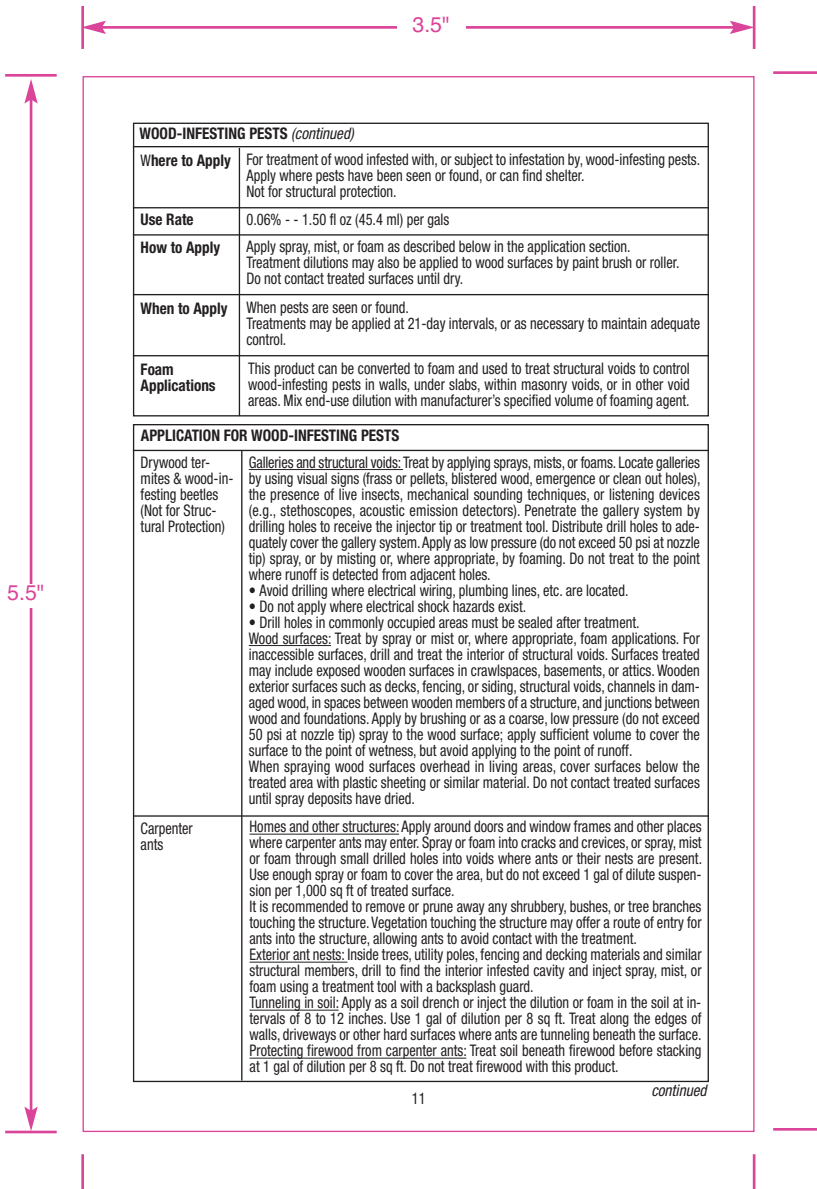 3.5"
5.5"
WOOD-INFESTING PESTS (continued)
Where to Apply
For treatment of wood infested with, or subject to infestation by, wood-infesting pests.
Apply where pests have been seen or found, or can find shelter.
Not for structural protection.
Use Rate
0.06% - - 1.50 fl oz (45.4 ml) per gals
How to Apply
Apply spray, mist, or foam as described below in the application section.
Treatment dilutions may also be applied to wood surfaces by paint brush or roller.
Do not contact treated surfaces until dry.
When to Apply
When pests are seen or found.
Treatments may be applied at 21-day intervals, or as necessary to maintain adequate
control.
Foam
Applications
This product can be converted to foam and used to treat structural voids to control
wood-infesting pests in walls, under slabs, within masonry voids, or in other void
areas. Mix end-use dilution with manufacturer's specified volume of foaming agent.
APPLICATION FOR WOOD-INFESTING PESTS
Drywood ter-
mites & wood-in-
festing beetles
(Not for Struc-
tural Protection)
Galleries and structural voids: Treat by applying sprays, mists, or foams. Locate galleries
by using visual signs (frass or pellets, blistered wood, emergence or clean out holes),
the presence of live insects, mechanical sounding techniques, or listening devices
(e.g., stethoscopes, acoustic emission detectors). Penetrate the gallery system by
drilling holes to receive the injector tip or treatment tool. Distribute drill holes to ade-
quately cover the gallery system. Apply as low pressure (do not exceed 50 psi at nozzle
tip) spray, or by misting or, where appropriate, by foaming. Do not treat to the point
where runoff is detected from adjacent holes.
• Avoid drilling where electrical wiring, plumbing lines, etc. are located.
• Do not apply where electrical shock hazards exist.
• Drill holes in commonly occupied areas must be sealed after treatment.
Wood surfaces: Treat by spray or mist or, where appropriate, foam applications. For
inaccessible surfaces, drill and treat the interior of structural voids. Surfaces treated
may include exposed wooden surfaces in crawlspaces, basements, or attics. Wooden
exterior surfaces such as decks, fencing, or siding, structural voids, channels in dam-
aged wood, in spaces between wooden members of a structure, and junctions between
wood and foundations. Apply by brushing or as a coarse, low pressure (do not exceed
50 psi at nozzle tip) spray to the wood surface; apply sufficient volume to cover the
surface to the point of wetness, but avoid applying to the point of runoff.
When spraying wood surfaces overhead in living areas, cover surfaces below the
treated area with plastic sheeting or similar material. Do not contact treated surfaces
until spray deposits have dried.
Carpenter
ants
Homes and other structures: Apply around doors and window frames and other places
where carpenter ants may enter. Spray or foam into cracks and crevices, or spray, mist
or foam through small drilled holes into voids where ants or their nests are present.
Use enough spray or foam to cover the area, but do not exceed 1 gal of dilute suspen-
sion per 1,000 sq ft of treated surface.
It is recommended to remove or prune away any shrubbery, bushes, or tree branches
touching the structure. Vegetation touching the structure may offer a route of entry for
ants into the structure, allowing ants to avoid contact with the treatment.
Exterior ant nests: Inside trees, utility poles, fencing and decking materials and similar
structural members, drill to find the interior infested cavity and inject spray, mist, or
foam using a treatment tool with a backsplash guard.
Tunneling in soil: Apply as a soil drench or inject the dilution or foam in the soil at in-
tervals of 8 to 12 inches. Use 1 gal of dilution per 8 sq ft. Treat along the edges of
walls, driveways or other hard surfaces where ants are tunneling beneath the surface.
Protecting firewood from carpenter ants: Treat soil beneath firewood before stacking
at 1 gal of dilution per 8 sq ft. Do not treat firewood with this product.
continued
11